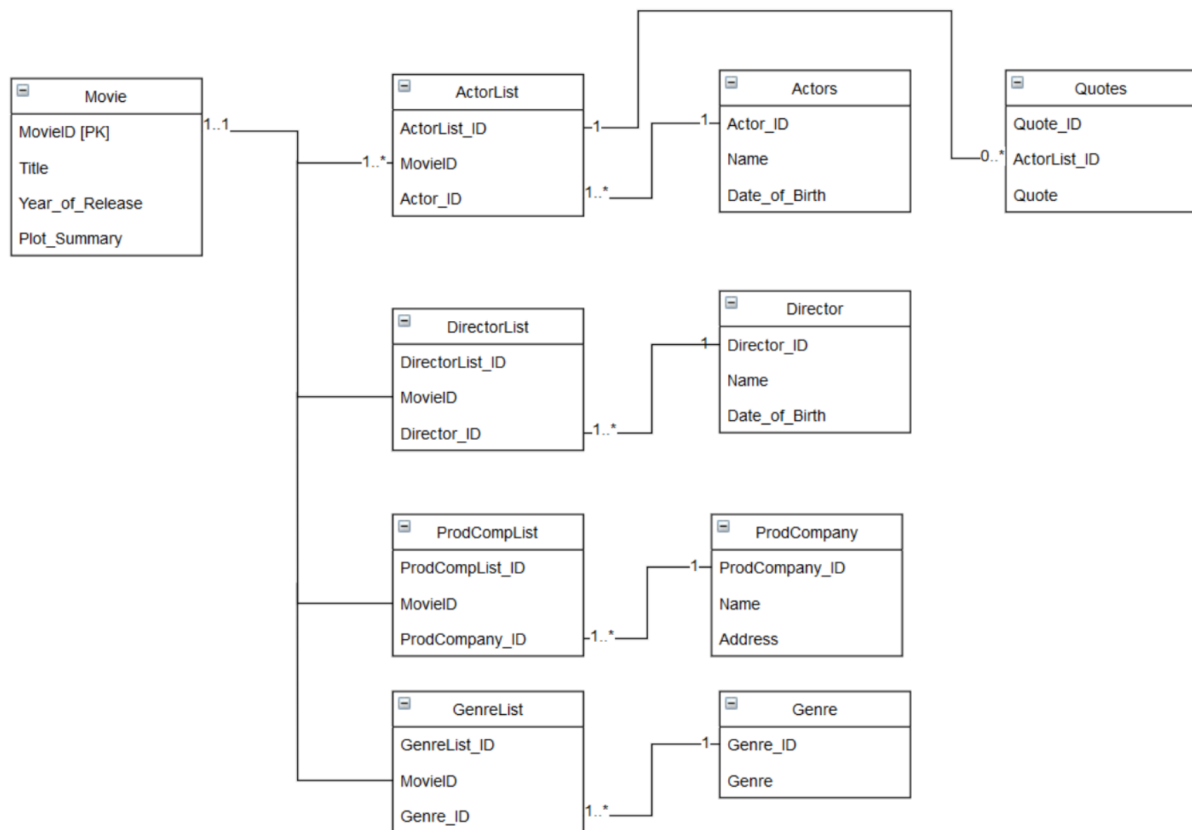 Movie
MovieID [PK]
Title
Year_of_Release
Plot_Summary
1..1
1..*
ActorList
ActorList_ID
MovieID
Actor_ID
1
1..*
1
Actors
Actor_ID
Name
Date_of_Birth
0..*
Quotes
Quote_ID
ActorList_ID
Quote
DirectorList
DirectorList_ID
MovieID
Director_ID
1..*
1
Director
Director_ID
Name
Date_of_Birth
ProdCompList
ProdCompList_ID
MovieID
ProdCompany_ID
1..*
1
ProdCompany
ProdCompany_ID
Name
Address
GenreList
GenreList_ID
MovieID
Genre_ID
1..*
1
Genre
Genre_ID
Genre